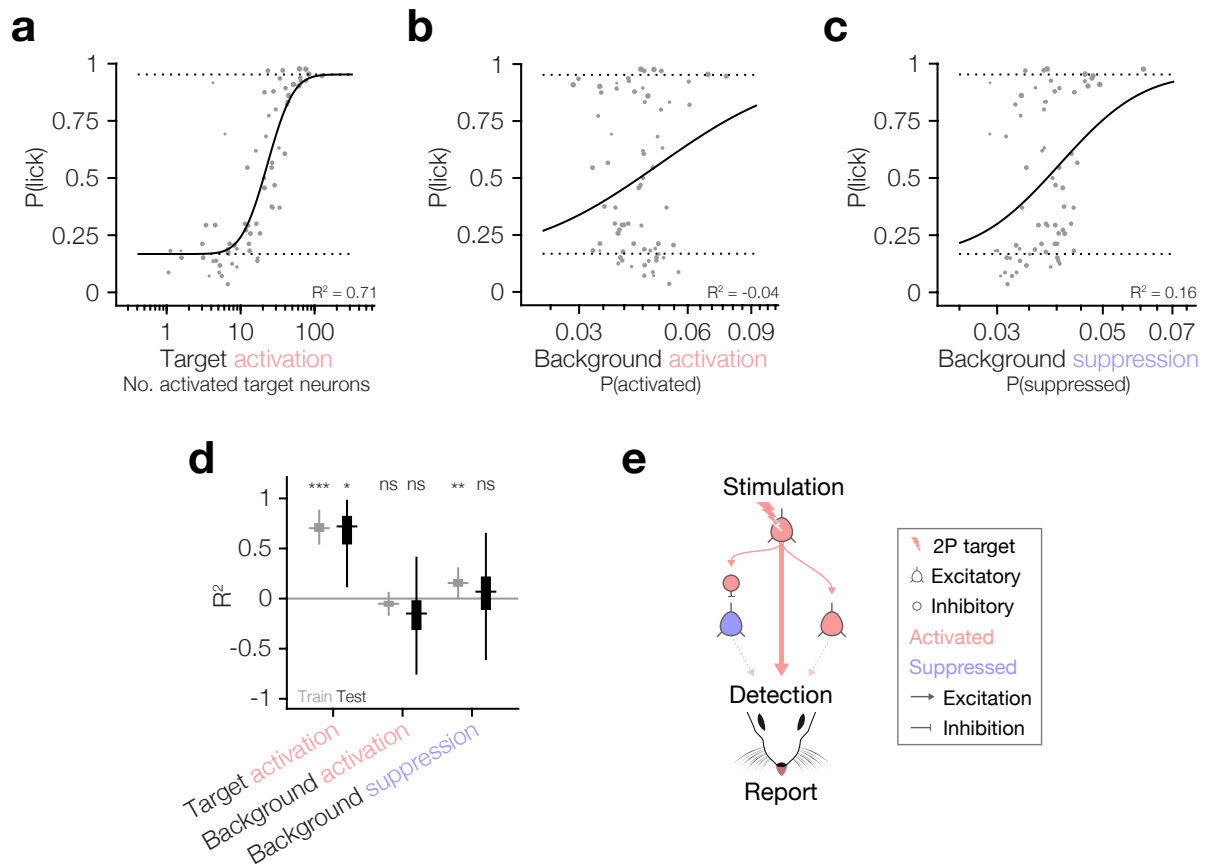 a
1
0.75
0.5
0.25
0
P(lick)
R² = 0.71
1 10 100
Target activation
No. activated target neurons
b
1
0.75
0.5
0.25
0
P(lick)
R² = -0.04
0.03 0.06 0.09
Background activation
P(activated)
c
1
0.75
0.5
0.25
0
P(lick)
R² = 0.16
0.03 0.05 0.07
Background suppression
P(suppressed)
d
*** * ns ns ** ns
1
0.5
0
-0.5
-1
R²
Train Test
Target activation
Background activation
Background suppression
e
Stimulation
Detection
Report
2P target
Excitatory
Inhibitory
Activated
Suppressed
Excitation
Inhibition